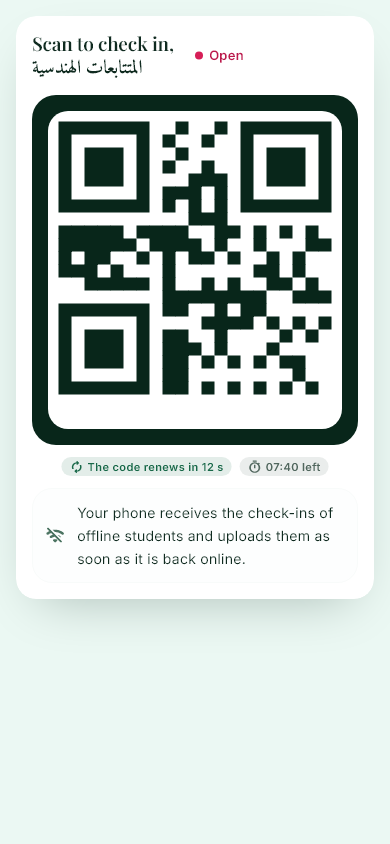 Scan to check in,
المتتابعات الهندسية
Open
The code renews in 12 s
07:40 left
Your phone receives the check-ins of
offline students and uploads them as
soon as it is back online.